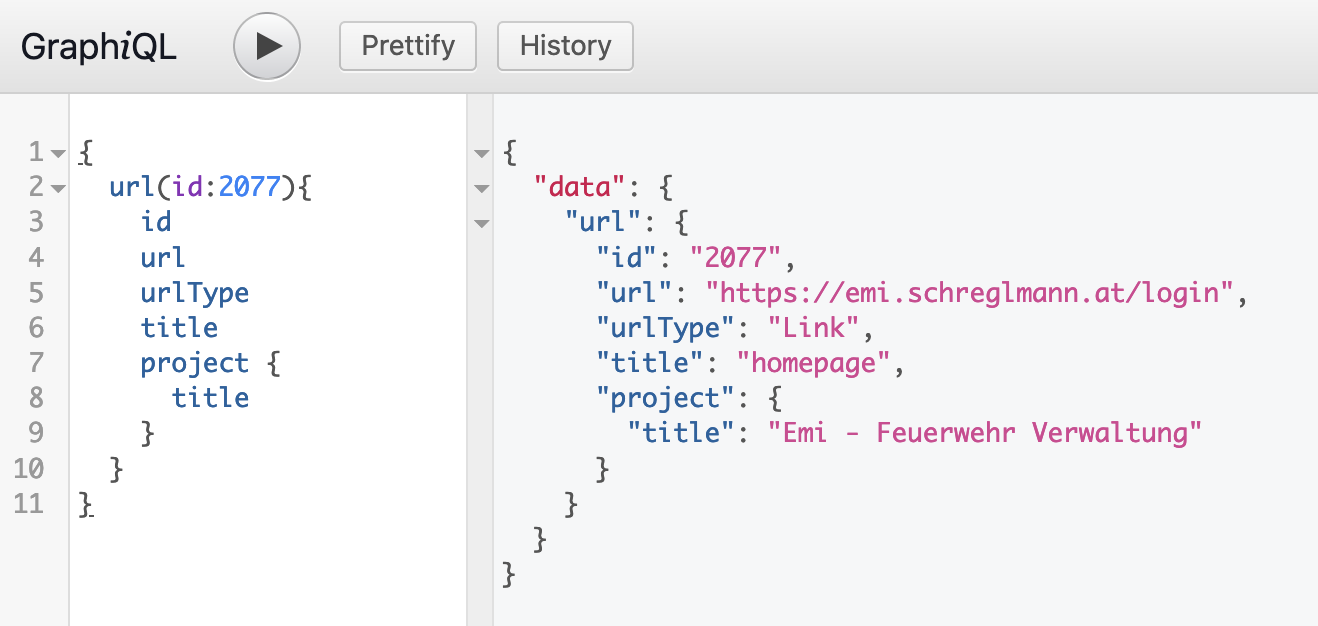 GraphiQL Prettify History
1 {
2 url(id:2077){
3 id
4 url
5 urlType
6 title
7 project {
8 title
9 }
10 }
11 }
{
"data": {
"url": {
"id": "2077",
"url": "https://emi.schreglmann.at/login",
"urlType": "Link",
"title": "homepage",
"project": {
"title": "Emi - Feuerwehr Verwaltung"
}
}
}
}